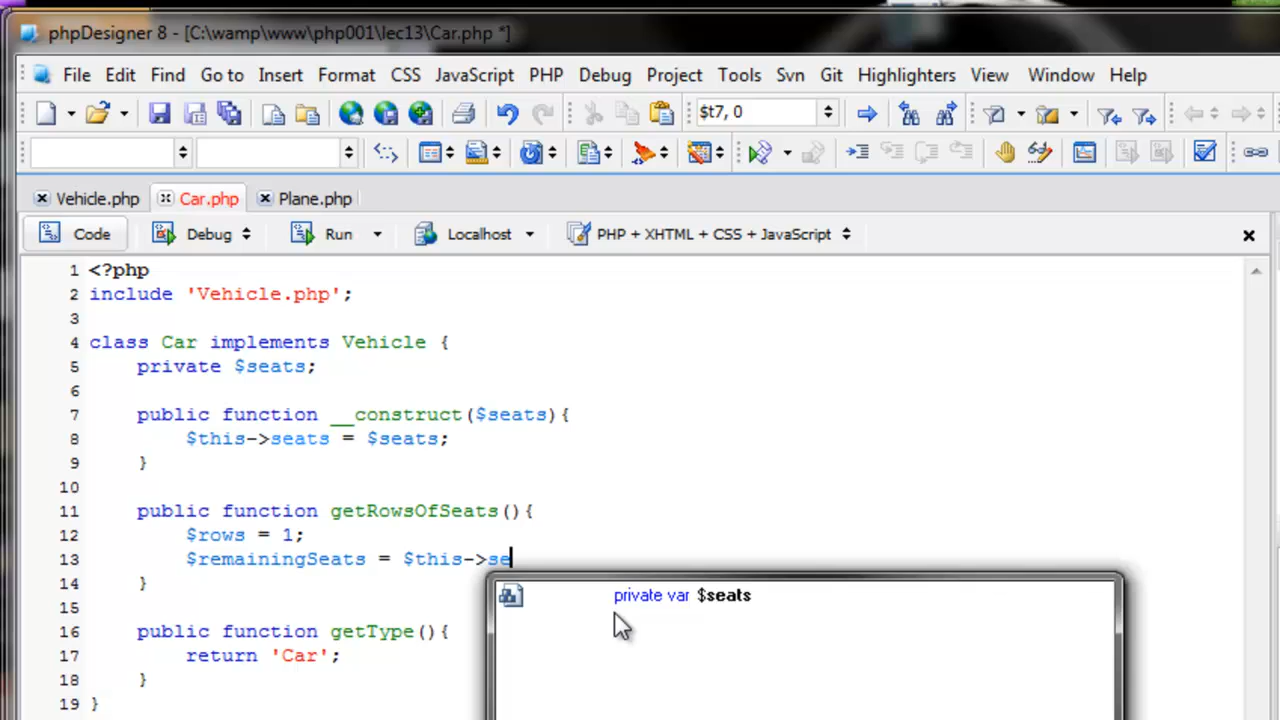 phpDesigner 8 - [C:\wamp\www\php001\lec13\Car.php *]
File Edit Find Go to Insert Format CSS JavaScript PHP Debug Project Tools Svn Git Highlighters View Window Help
$t7, 0
Vehicle.php Car.php Plane.php
Code Debug Run Localhost PHP + XHTML + CSS + JavaScript
1 <?php
2 include 'Vehicle.php';
3
4 class Car implements Vehicle {
5 private $seats;
6
7 public function __construct($seats){
8 $this->seats = $seats;
9 }
10
11 public function getRowsOfSeats(){
12 $rows = 1;
13 $remainingSeats = $this->se
private var $seats
14 }
15
16 public function getType(){
17 return 'Car';
18 }
19 }